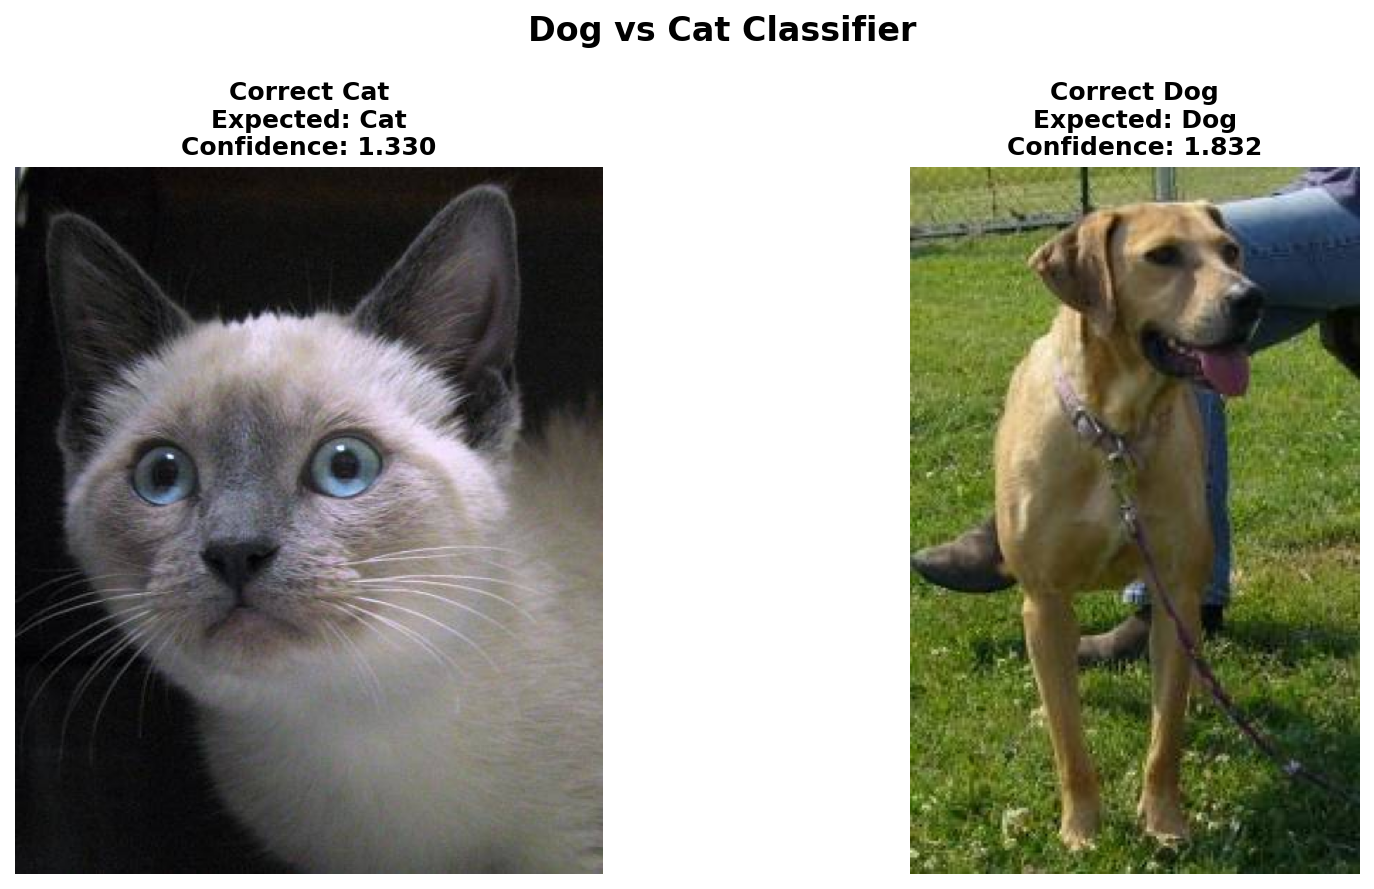 Dog vs Cat Classifier
Correct Cat
Expected: Cat
Confidence: 1.330
Correct Dog
Expected: Dog
Confidence: 1.832